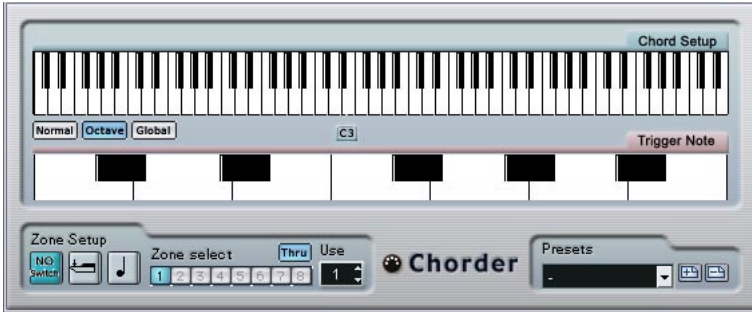 Chord Setup
Normal Octave Global C3
Trigger Note
Zone Setup
NO
Switch
Zone select Thru Use
1 2 3 4 5 6 7 8 1
Chorder
Presets
-